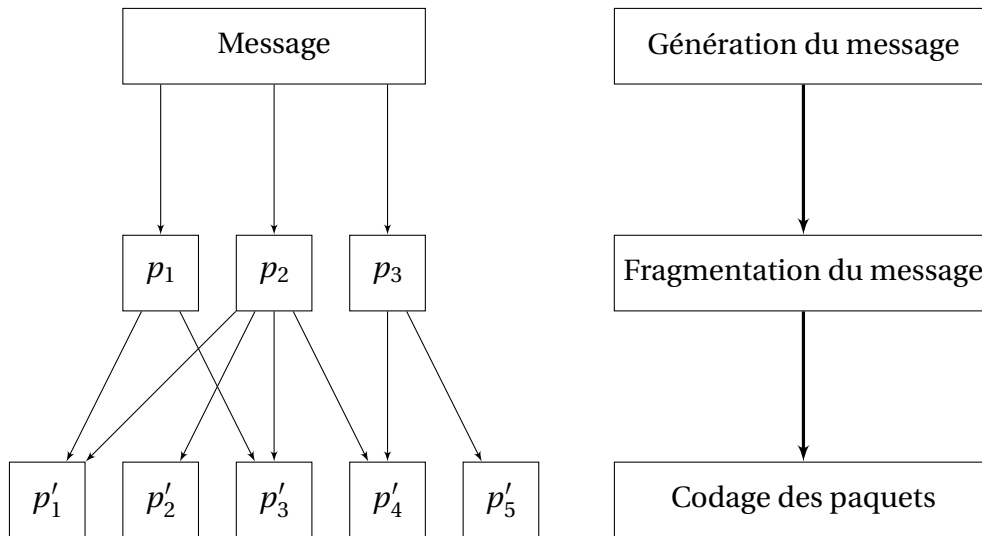 Message
Génération du message
p₁ p₂ p₃
Fragmentation du message
p′₁ p′₂ p′₃ p′₄ p′₅
Codage des paquets